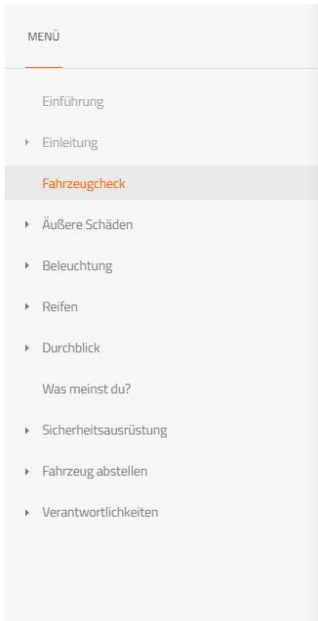 MENÜ
Einführung
Einleitung
Fahrzeugcheck
Äußere Schäden
Beleuchtung
Reifen
Durchblick
Was meinst du?
Sicherheitsausrüstung
Fahrzeug abstellen
Verantwortlichkeiten